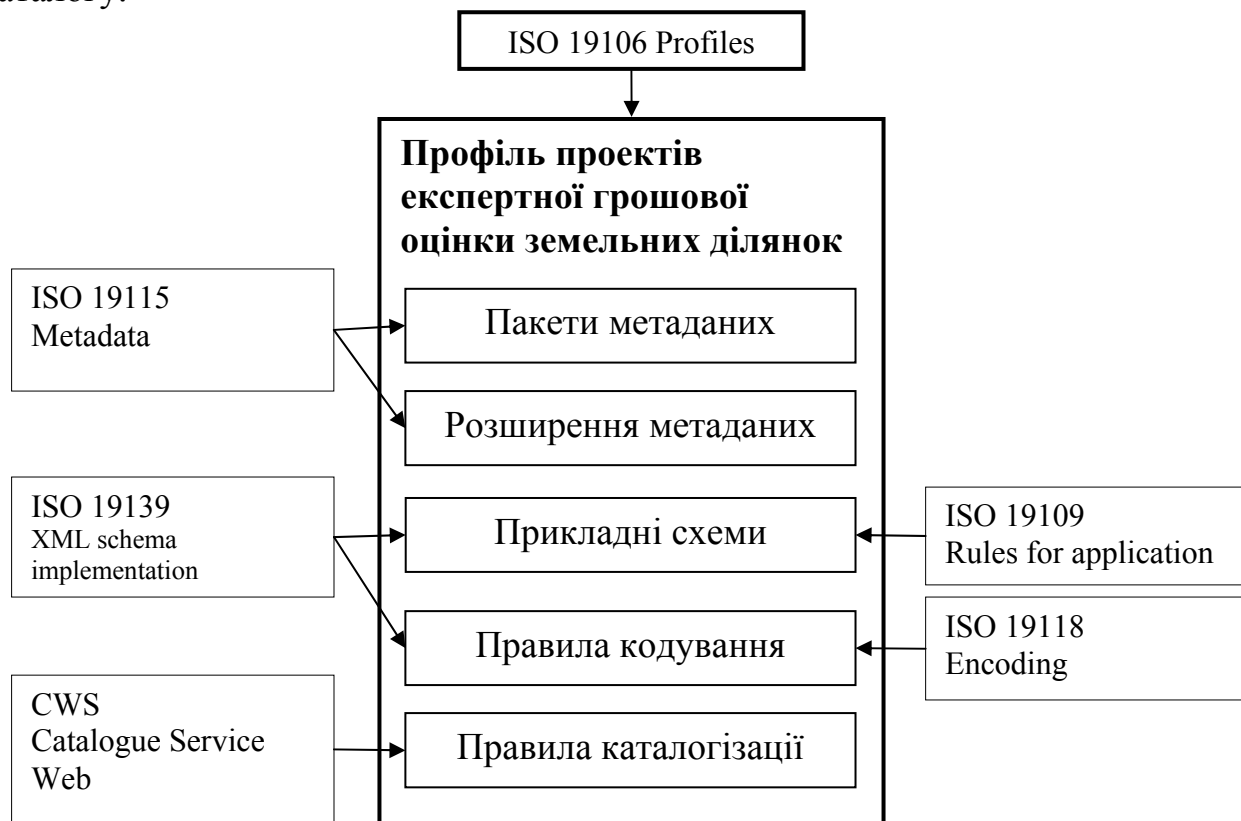 аталогу.
ISO 19106 Profiles
Профіль проектів
експертної грошової
оцінки земельних ділянок
ISO 19115
Metadata
Пакети метаданих
Розширення метаданих
ISO 19139
XML schema
implementation
Прикладні схеми
ISO 19109
Rules for application
Правила кодування
ISO 19118
Encoding
CWS
Catalogue Service
Web
Правила каталогізації